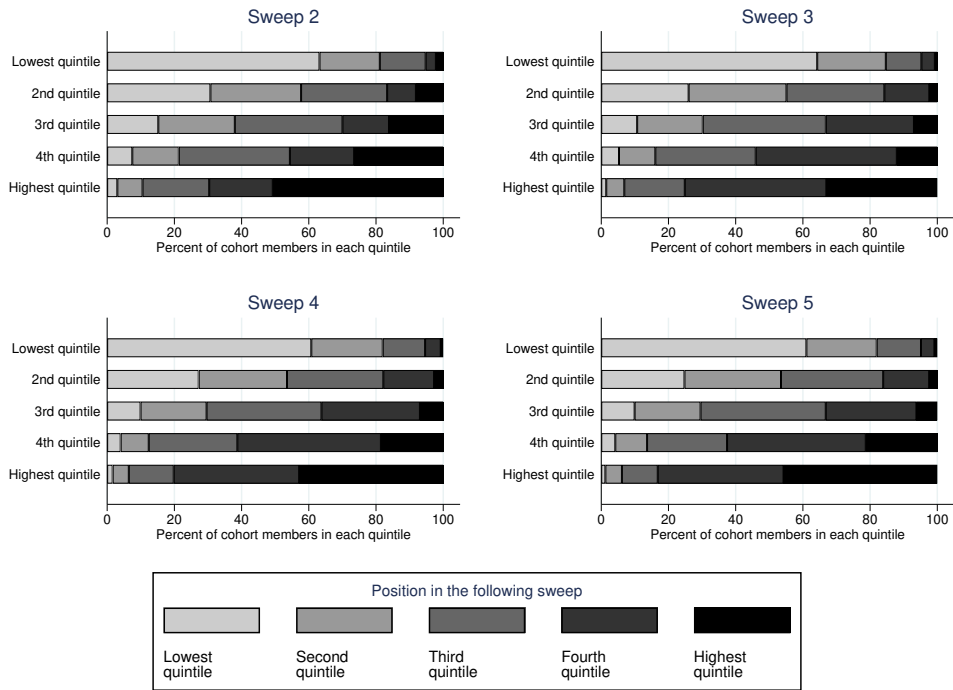 Sweep 2
Lowest quintile
2nd quintile
3rd quintile
4th quintile
Highest quintile
0 20 40 60 80 100
Percent of cohort members in each quintile
Sweep 3
Lowest quintile
2nd quintile
3rd quintile
4th quintile
Highest quintile
0 20 40 60 80 100
Percent of cohort members in each quintile
Sweep 4
Lowest quintile
2nd quintile
3rd quintile
4th quintile
Highest quintile
0 20 40 60 80 100
Percent of cohort members in each quintile
Sweep 5
Lowest quintile
2nd quintile
3rd quintile
4th quintile
Highest quintile
0 20 40 60 80 100
Percent of cohort members in each quintile
Position in the following sweep
Lowest
quintile
Second
quintile
Third
quintile
Fourth
quintile
Highest
quintile